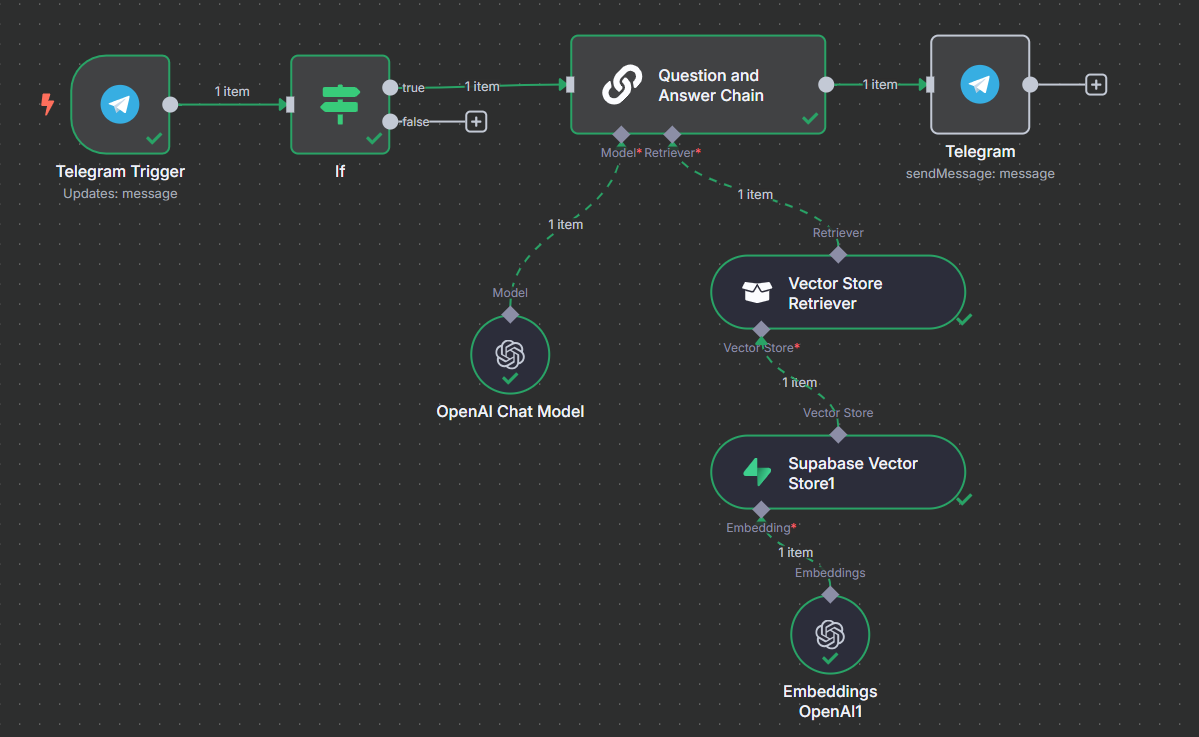 1 item
true
1 item
false
Telegram Trigger
Updates: message
If
Question and
Answer Chain
1 item
Telegram
sendMessage: message
Model*
Retriever*
1 item
1 item
Retriever
Model
OpenAI Chat Model
Vector Store
Retriever
Vector Store*
1 item
Vector Store
Supabase Vector
Store1
Embedding*
1 item
Embeddings
Embeddings
OpenAI1